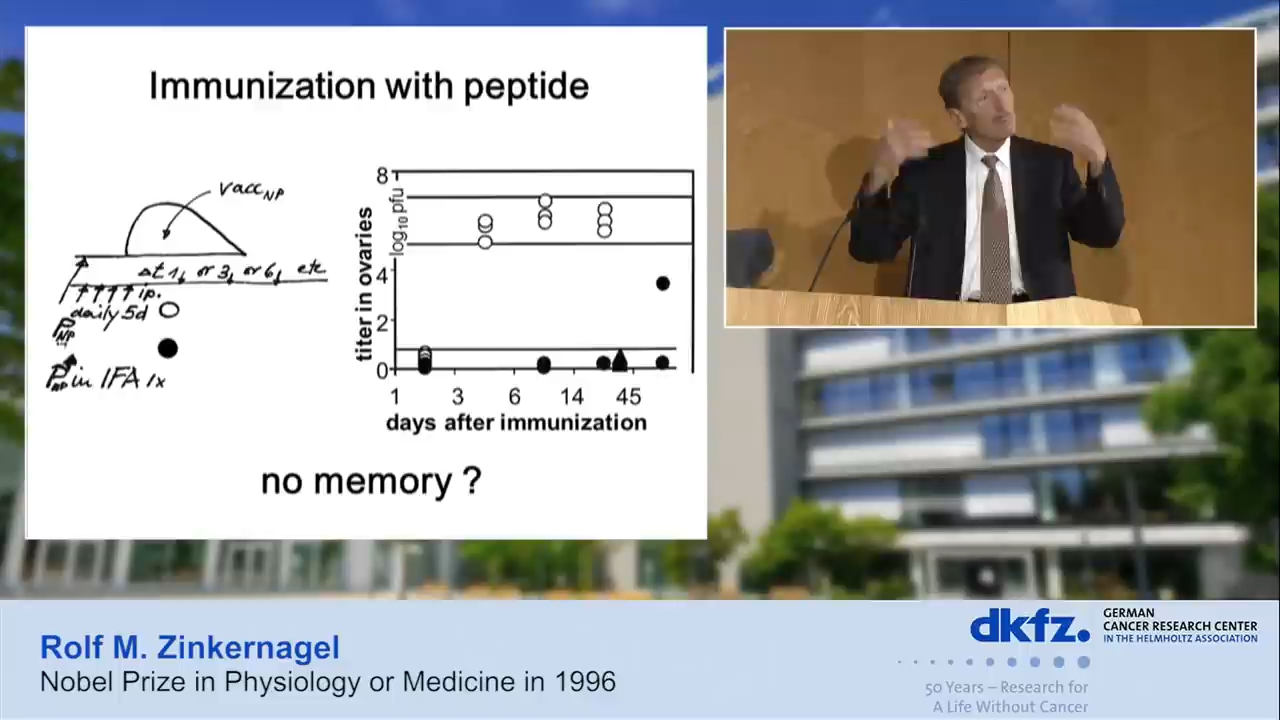 Immunization with peptide
vacc NP
Δt 1, or 3, or 6, etc
i.p.
daily 5d
P NP
P NP in IFA 1x
titer in ovaries
log10 pfu
8
4
2
0
1 3 6 14 45
days after immunization
no memory ?
Rolf M. Zinkernagel
Nobel Prize in Physiology or Medicine in 1996
dkfz.
GERMAN
CANCER RESEARCH CENTER
IN THE HELMHOLTZ ASSOCIATION
50 Years – Research for
A Life Without Cancer